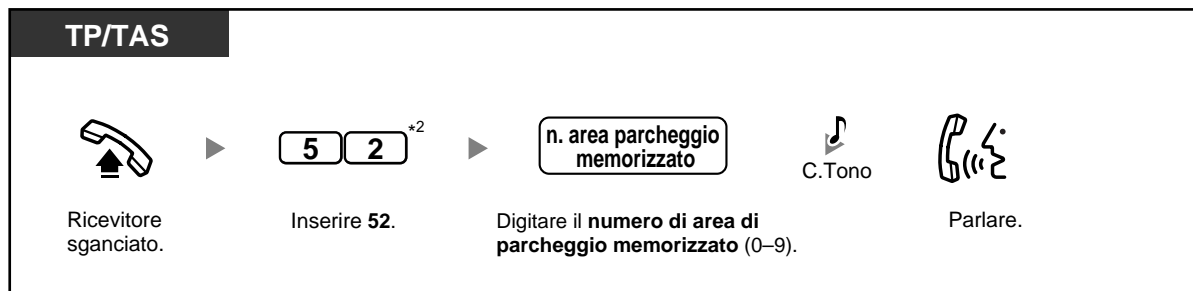 TP/TAS
5 2 *2
n. area parcheggio
memorizzato
C.Tono
Ricevitore
sganciato.
Inserire 52.
Digitare il numero di area di
parcheggio memorizzato (0–9).
Parlare.